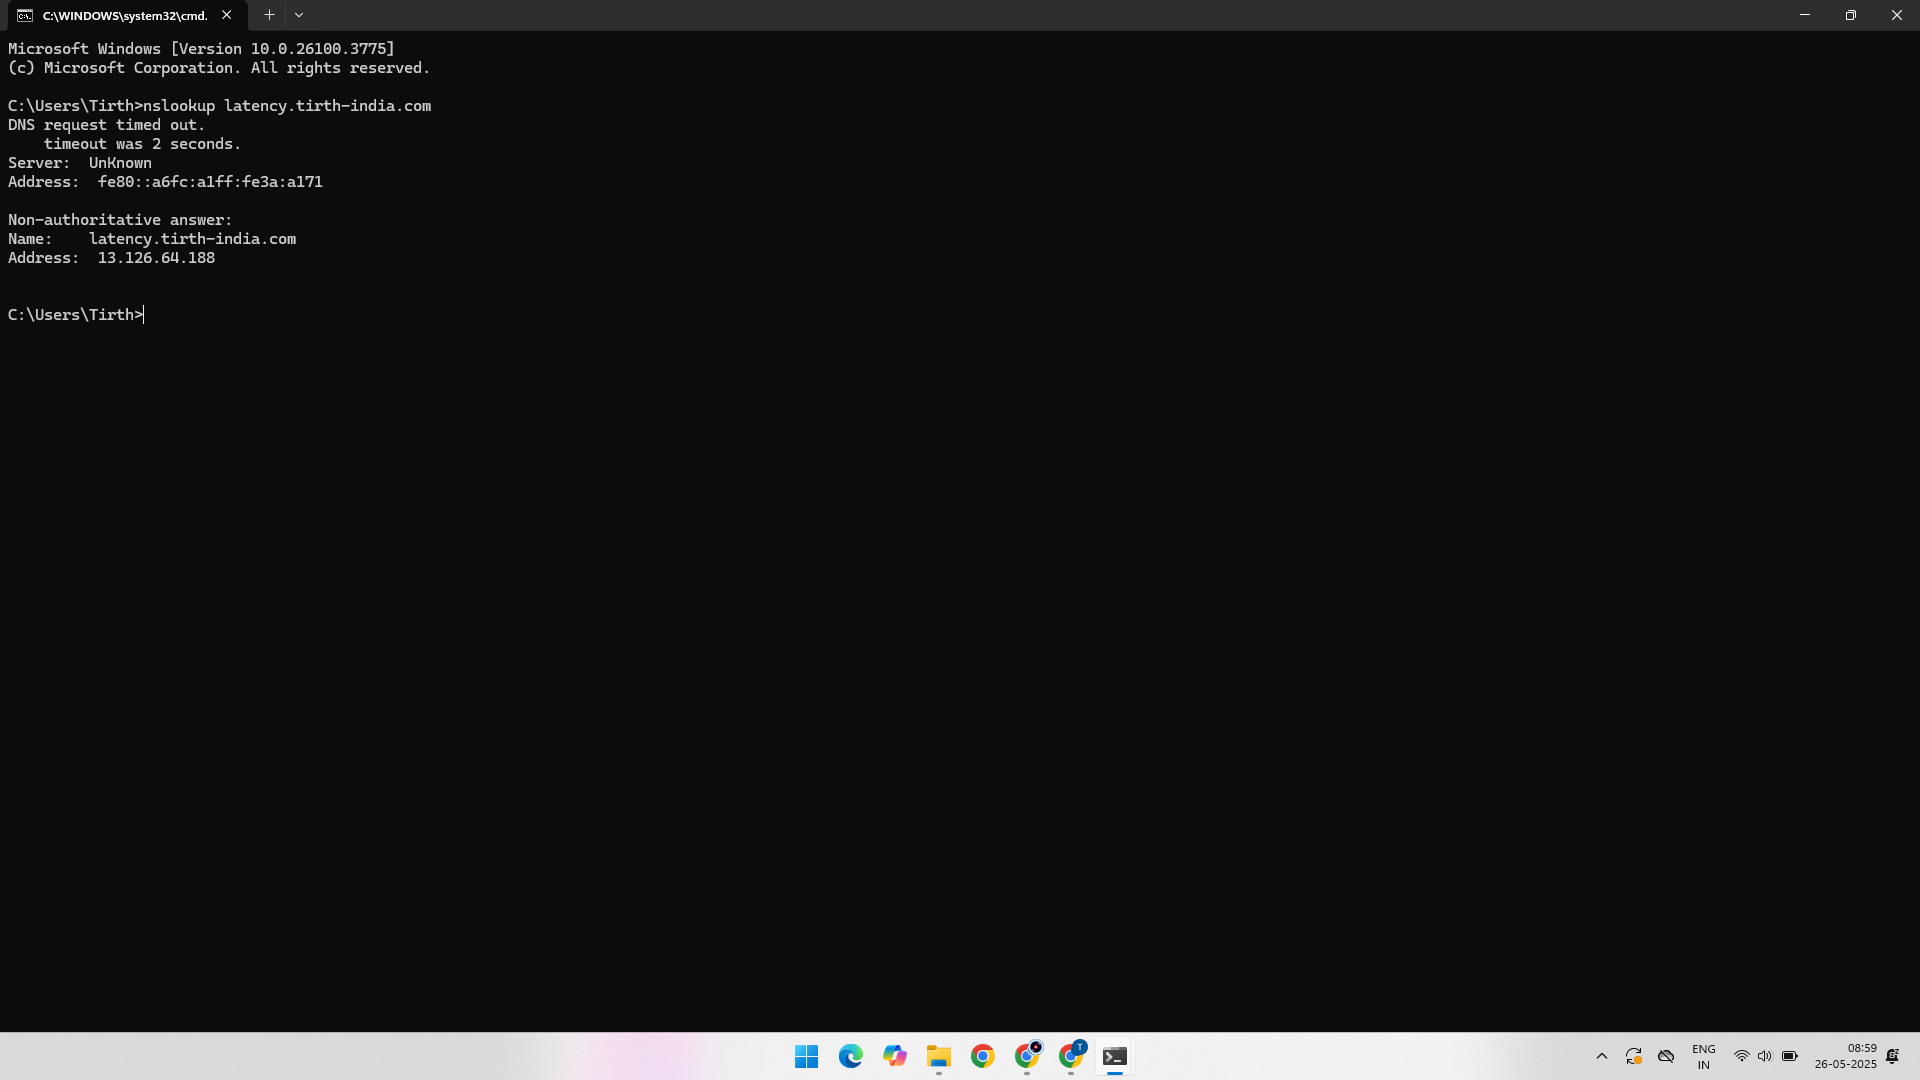 C:\WINDOWS\system32\cmd.
Microsoft Windows [Version 10.0.26100.3775]
(c) Microsoft Corporation. All rights reserved.
C:\Users\Tirth>nslookup latency.tirth-india.com
DNS request timed out.
    timeout was 2 seconds.
Server:  UnKnown
Address:  fe80::a6fc:a1ff:fe3a:a171
Non-authoritative answer:
Name:    latency.tirth-india.com
Address:  13.126.64.188
C:\Users\Tirth>
T
ENG
IN
08:59
26-05-2025